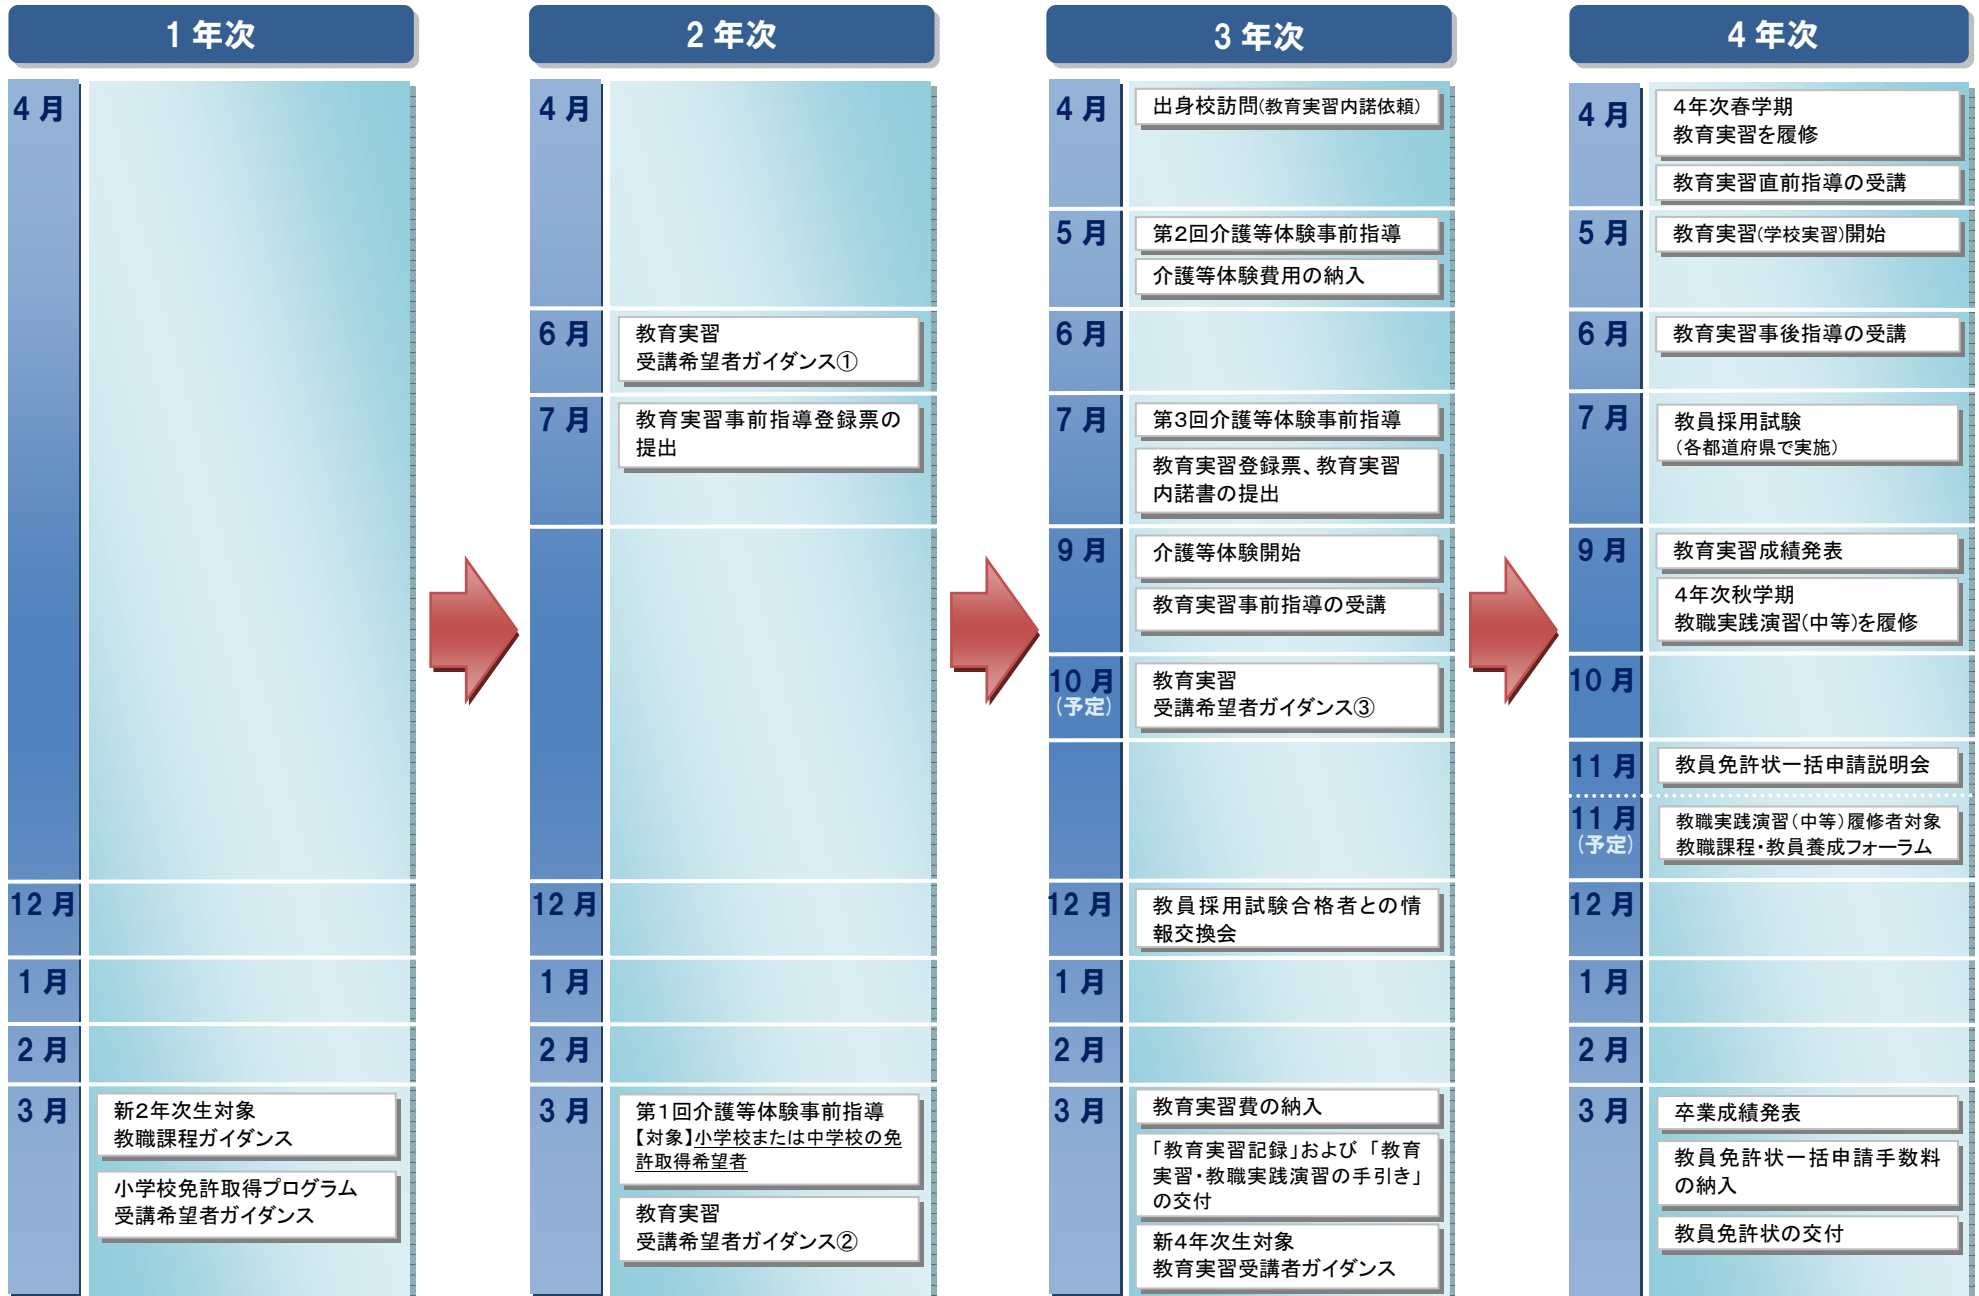 1 年次
4 月
12 月
1 月
2 月
3 月
新2年次生対象
教職課程ガイダンス
小学校免許取得プログラム
受講希望者ガイダンス
2 年次
4 月
6 月
教育実習
受講希望者ガイダンス①
7 月
教育実習事前指導登録票の
提出
12 月
1 月
2 月
3 月
第1回介護等体験事前指導
【対象】小学校または中学校の免
許取得希望者
教育実習
受講希望者ガイダンス②
3 年次
4 月
出身校訪問(教育実習内諾依頼)
5 月
第2回介護等体験事前指導
介護等体験費用の納入
6 月
7 月
第3回介護等体験事前指導
教育実習登録票、教育実習
内諾書の提出
9 月
介護等体験開始
教育実習事前指導の受講
10 月
(予定)
教育実習
受講希望者ガイダンス③
12 月
教員採用試験合格者との情
報交換会
1 月
2 月
3 月
教育実習費の納入
「教育実習記録」および「教育
実習・教職実践演習の手引き」
の交付
新4年次生対象
教育実習受講者ガイダンス
4 年次
4 月
4年次春学期
教育実習を履修
教育実習直前指導の受講
5 月
教育実習(学校実習)開始
6 月
教育実習事後指導の受講
7 月
教員採用試験
(各都道府県で実施)
9 月
教育実習成績発表
4年次秋学期
教職実践演習(中等)を履修
10 月
11 月
教員免許状一括申請説明会
11 月
(予定)
教職実践演習(中等)履修者対象
教職課程・教員養成フォーラム
12 月
1 月
2 月
3 月
卒業成績発表
教員免許状一括申請手数料
の納入
教員免許状の交付